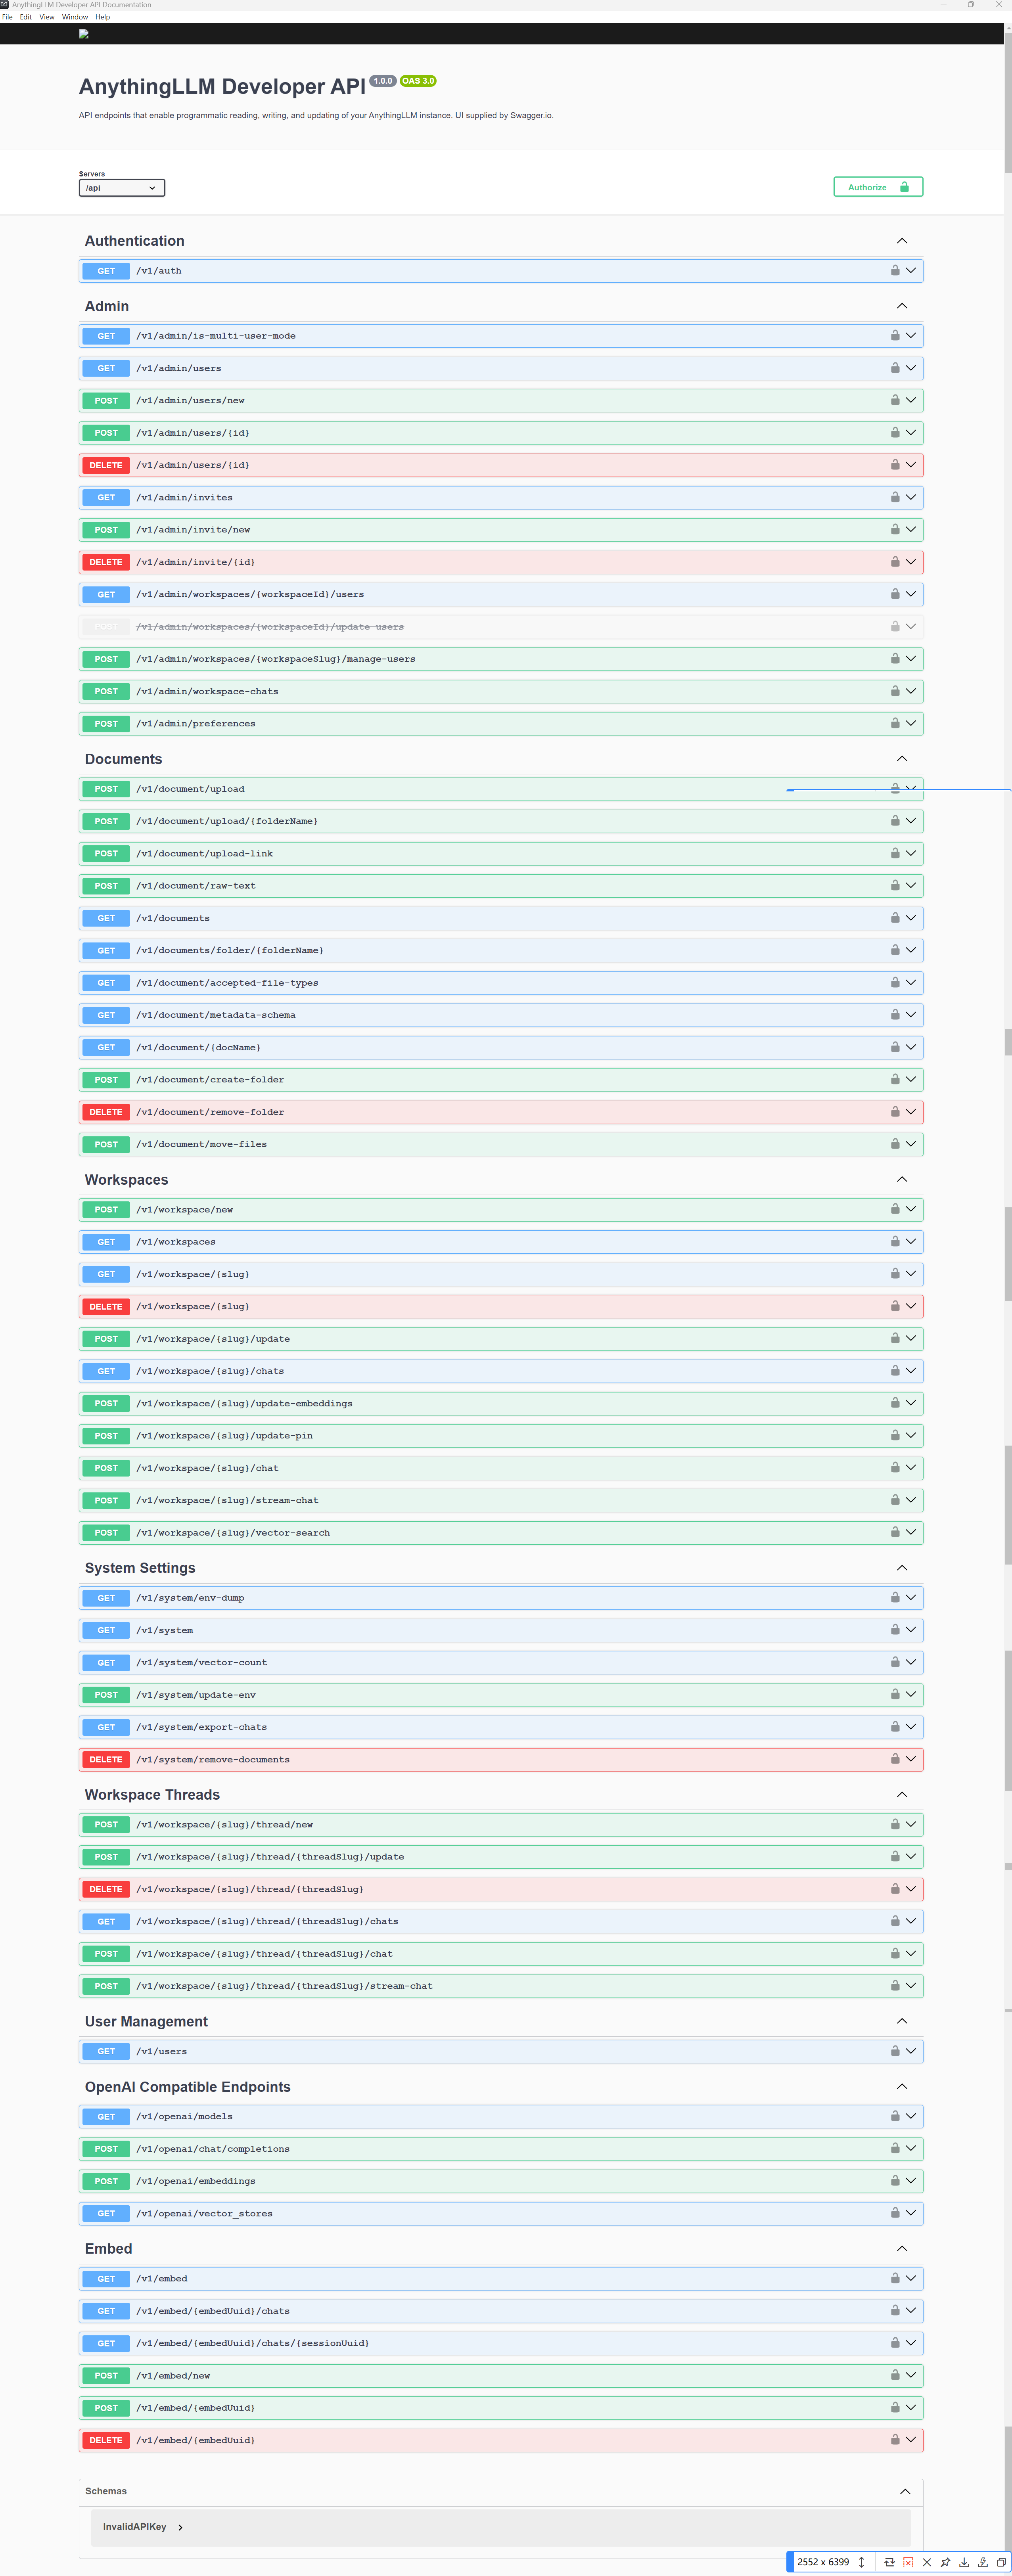 AnythingLLM Developer API Documentation
File Edit View Window Help
AnythingLLM Developer API 1.0.0 OAS 3.0
API endpoints that enable programmatic reading, writing, and updating of your AnythingLLM instance. UI supplied by Swagger.io.
Servers
/api
Authorize
Authentication
GET /v1/auth
Admin
GET /v1/admin/is-multi-user-mode
GET /v1/admin/users
POST /v1/admin/users/new
POST /v1/admin/users/{id}
DELETE /v1/admin/users/{id}
GET /v1/admin/invites
POST /v1/admin/invite/new
DELETE /v1/admin/invite/{id}
GET /v1/admin/workspaces/{workspaceId}/users
POST /v1/admin/workspaces/{workspaceId}/update-users
POST /v1/admin/workspaces/{workspaceSlug}/manage-users
POST /v1/admin/workspace-chats
POST /v1/admin/preferences
Documents
POST /v1/document/upload
POST /v1/document/upload/{folderName}
POST /v1/document/upload-link
POST /v1/document/raw-text
GET /v1/documents
GET /v1/documents/folder/{folderName}
GET /v1/document/accepted-file-types
GET /v1/document/metadata-schema
GET /v1/document/{docName}
POST /v1/document/create-folder
DELETE /v1/document/remove-folder
POST /v1/document/move-files
Workspaces
POST /v1/workspace/new
GET /v1/workspaces
GET /v1/workspace/{slug}
DELETE /v1/workspace/{slug}
POST /v1/workspace/{slug}/update
GET /v1/workspace/{slug}/chats
POST /v1/workspace/{slug}/update-embeddings
POST /v1/workspace/{slug}/update-pin
POST /v1/workspace/{slug}/chat
POST /v1/workspace/{slug}/stream-chat
POST /v1/workspace/{slug}/vector-search
System Settings
GET /v1/system/env-dump
GET /v1/system
GET /v1/system/vector-count
POST /v1/system/update-env
GET /v1/system/export-chats
DELETE /v1/system/remove-documents
Workspace Threads
POST /v1/workspace/{slug}/thread/new
POST /v1/workspace/{slug}/thread/{threadSlug}/update
DELETE /v1/workspace/{slug}/thread/{threadSlug}
GET /v1/workspace/{slug}/thread/{threadSlug}/chats
POST /v1/workspace/{slug}/thread/{threadSlug}/chat
POST /v1/workspace/{slug}/thread/{threadSlug}/stream-chat
User Management
GET /v1/users
OpenAI Compatible Endpoints
GET /v1/openai/models
POST /v1/openai/chat/completions
POST /v1/openai/embeddings
GET /v1/openai/vector_stores
Embed
GET /v1/embed
GET /v1/embed/{embedUuid}/chats
GET /v1/embed/{embedUuid}/chats/{sessionUuid}
POST /v1/embed/new
POST /v1/embed/{embedUuid}
DELETE /v1/embed/{embedUuid}
Schemas
InvalidAPIKey
2552 x 6399